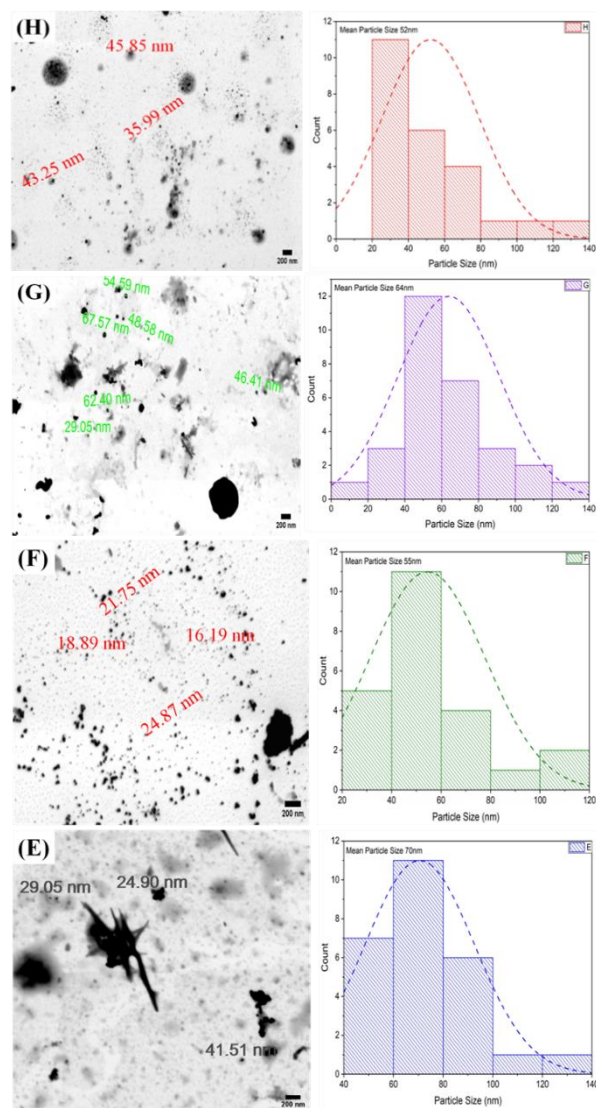 (H)
45.85 nm
35.99 nm
43.25 nm
200 nm
Mean Particle Size 52nm
H
12
10
8
6
4
2
0
Count
0 20 40 60 80 100 120 140
Particle Size (nm)
(G)
54.59 nm
67.57 nm
48.58 nm
46.41 nm
62.40 nm
29.05 nm
200 nm
Mean Particle Size 64nm
G
12
10
8
6
4
2
0
Count
0 20 40 60 80 100 120 140
Particle Size (nm)
(F)
21.75 nm
18.89 nm
16.19 nm
24.87 nm
200 nm
Mean Particle Size 55nm
F
12
10
8
6
4
2
0
Count
20 40 60 80 100 120
Particle Size (nm)
(E)
29.05 nm
24.90 nm
41.51 nm
200 nm
Mean Particle Size 70nm
E
12
10
8
6
4
2
0
Count
40 60 80 100 120 140
Particle Size (nm)